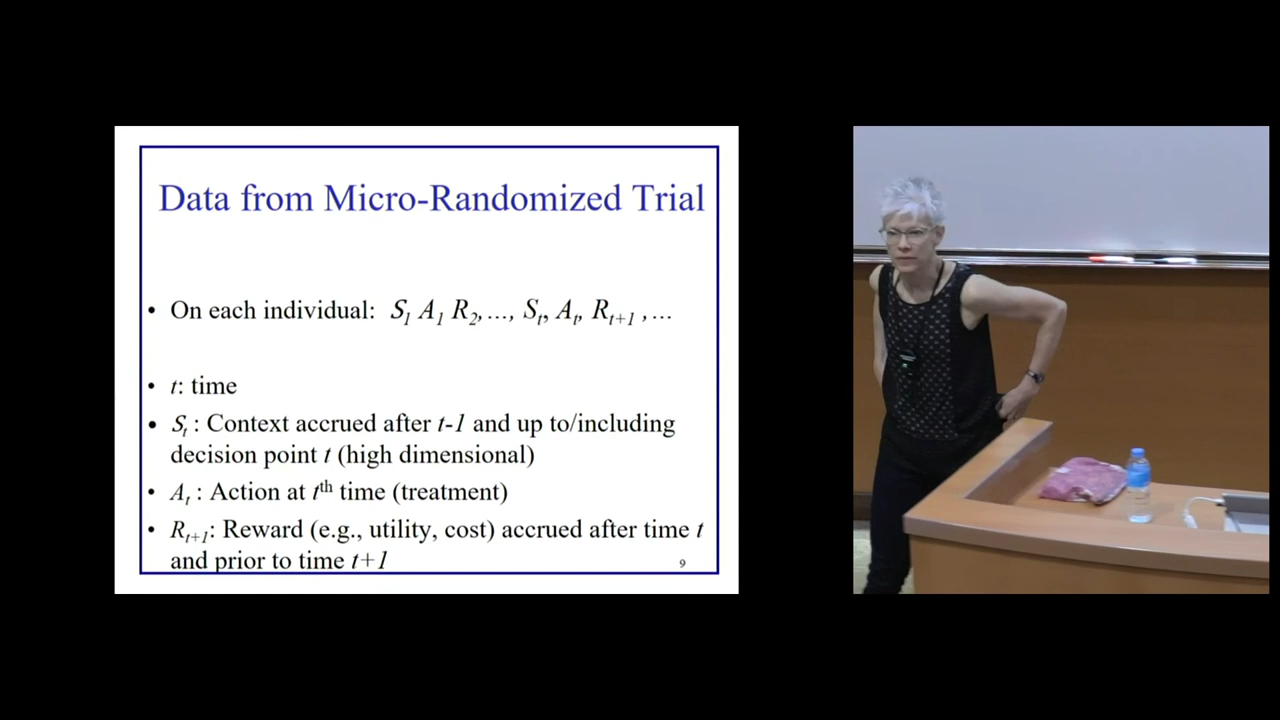 Data from Micro-Randomized Trial
• On each individual: S₁ A₁ R₂,…, Sₜ, Aₜ, Rₜ₊₁ ,…
• t: time
• Sₜ : Context accrued after t-1 and up to/including
decision point t (high dimensional)
• Aₜ : Action at tᵗʰ time (treatment)
• Rₜ₊₁: Reward (e.g., utility, cost) accrued after time t
and prior to time t+1
9